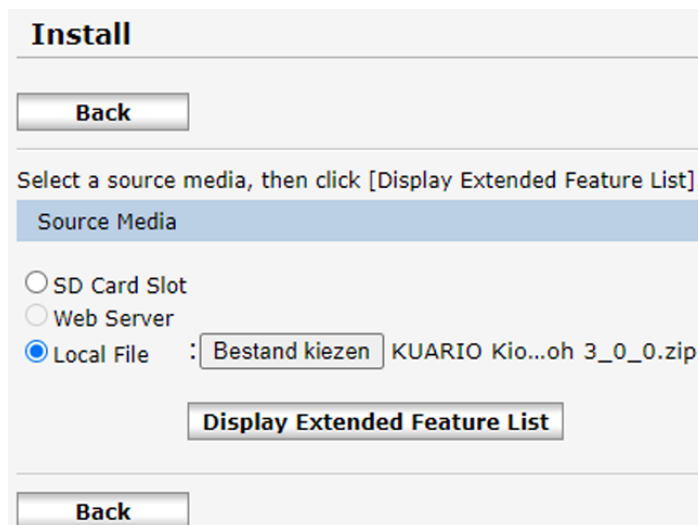 Install
Back
Select a source media, then click [Display Extended Feature List].
Source Media
SD Card Slot
Web Server
Local File : Bestand kiezen KUARIO Kio...oh 3_0_0.zip
Display Extended Feature List
Back